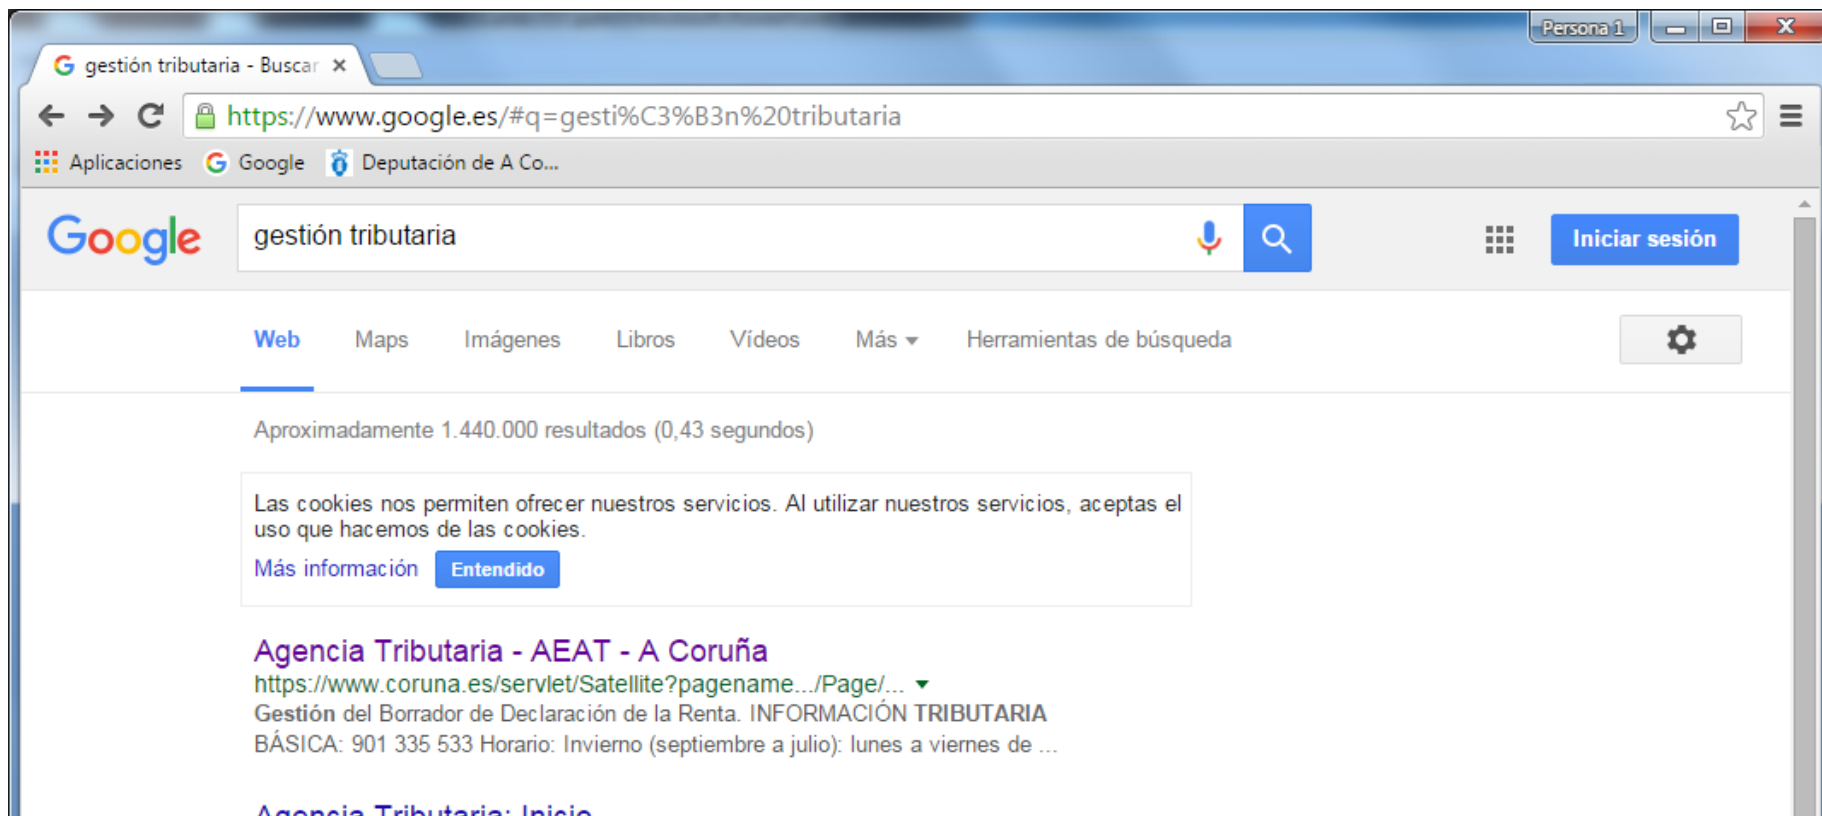 Persona 1
gestión tributaria - Buscar
https://www.google.es/#q=gesti%C3%B3n%20tributaria
Aplicaciones Google Deputación de A Co...
Google gestión tributaria Iniciar sesión
Web Maps Imágenes Libros Vídeos Más Herramientas de búsqueda
Aproximadamente 1.440.000 resultados (0,43 segundos)
Las cookies nos permiten ofrecer nuestros servicios. Al utilizar nuestros servicios, aceptas el
uso que hacemos de las cookies.
Más información Entendido
Agencia Tributaria - AEAT - A Coruña
https://www.coruna.es/servlet/Satellite?pagename.../Page/...
Gestión del Borrador de Declaración de la Renta. INFORMACIÓN TRIBUTARIA
BÁSICA: 901 335 533 Horario: Invierno (septiembre a julio): lunes a viernes de ...
Agencia Tributaria: Inicio